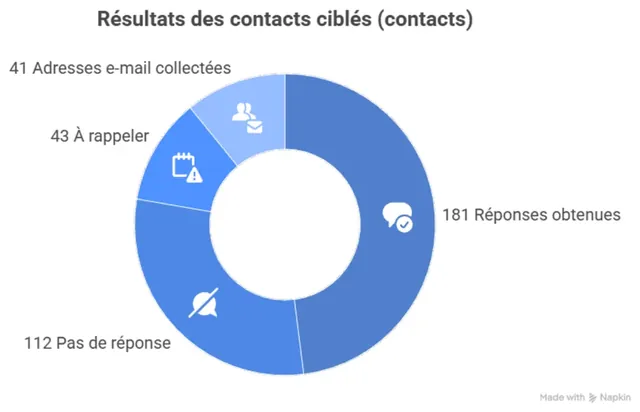 Résultats des contacts ciblés (contacts)
41 Adresses e-mail collectées
43 À rappeler
181 Réponses obtenues
112 Pas de réponse
Made with Napkin